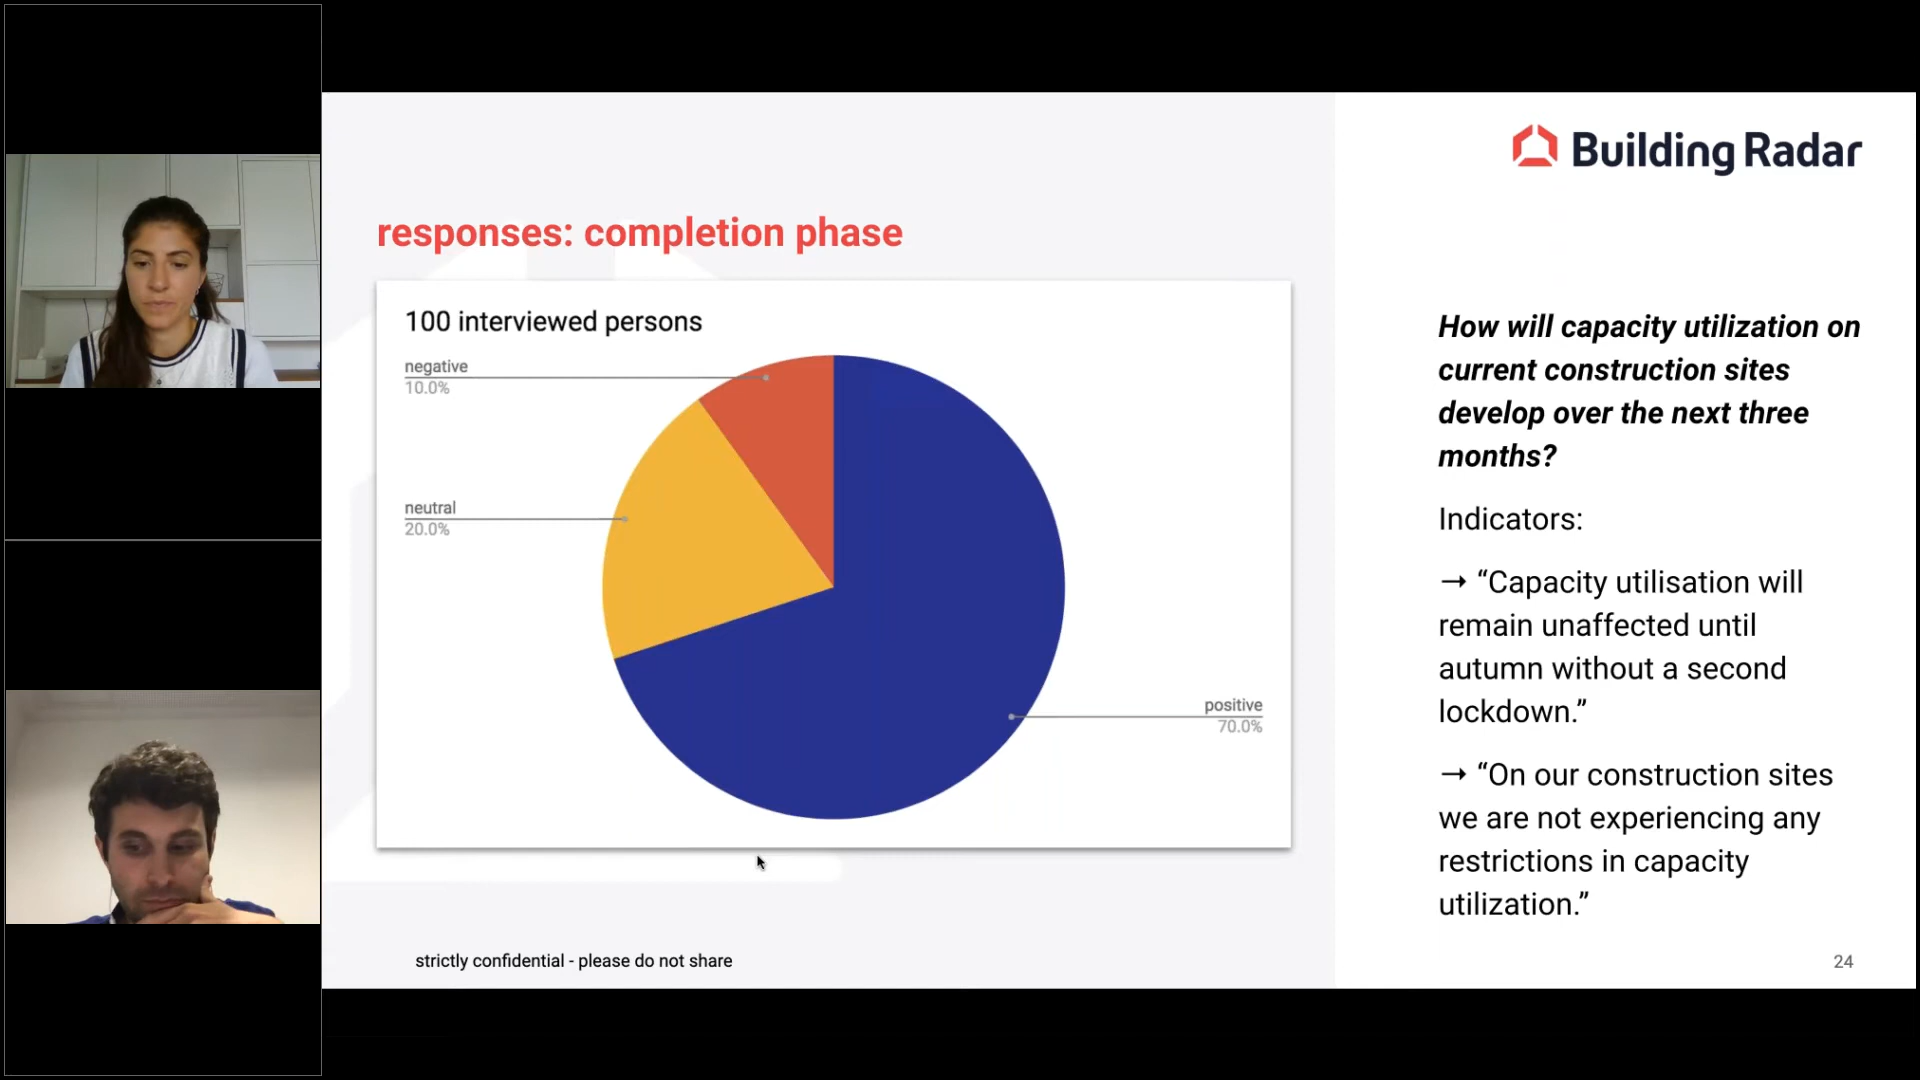 Building Radar
responses: completion phase
100 interviewed persons
negative
10.0%
neutral
20.0%
positive
70.0%
How will capacity utilization on
current construction sites
develop over the next three
months?
Indicators:
→ “Capacity utilisation will
remain unaffected until
autumn without a second
lockdown.”
→ “On our construction sites
we are not experiencing any
restrictions in capacity
utilization.”
strictly confidential - please do not share
24